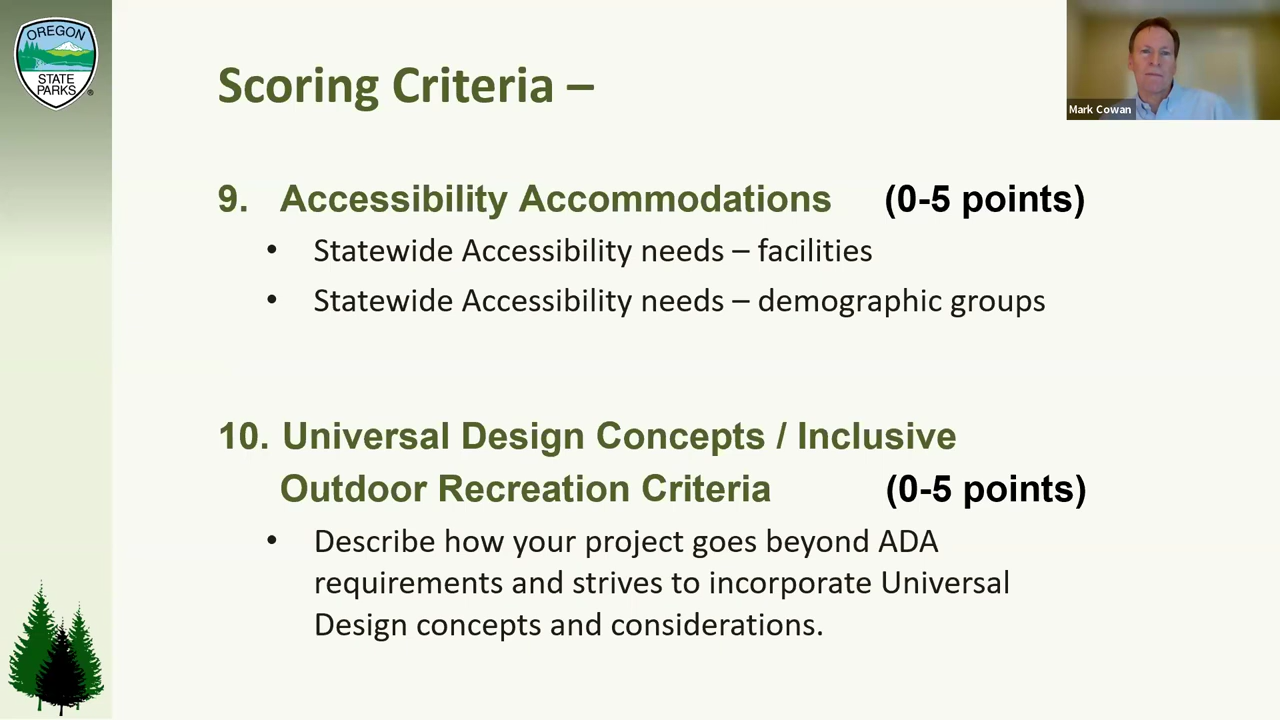 OREGON
STATE
PARKS
®
Mark Cowan
Scoring Criteria –
9. Accessibility Accommodations (0-5 points)
• Statewide Accessibility needs – facilities
• Statewide Accessibility needs – demographic groups
10. Universal Design Concepts / Inclusive
Outdoor Recreation Criteria (0-5 points)
• Describe how your project goes beyond ADA
requirements and strives to incorporate Universal
Design concepts and considerations.